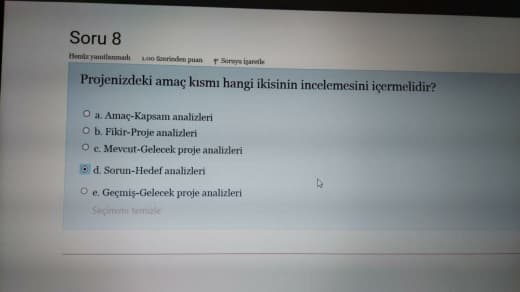 Soru 8
Henüz yanıtlanmadı 1,00 üzerinden puan Soruyu işaretle
Projenizdeki amaç kısmı hangi ikisinin incelemesini içermelidir?
a. Amaç-Kapsam analizleri
b. Fikir-Proje analizleri
c. Mevcut-Gelecek proje analizleri
d. Sorun-Hedef analizleri
e. Geçmiş-Gelecek proje analizleri
Seçimimi temizle